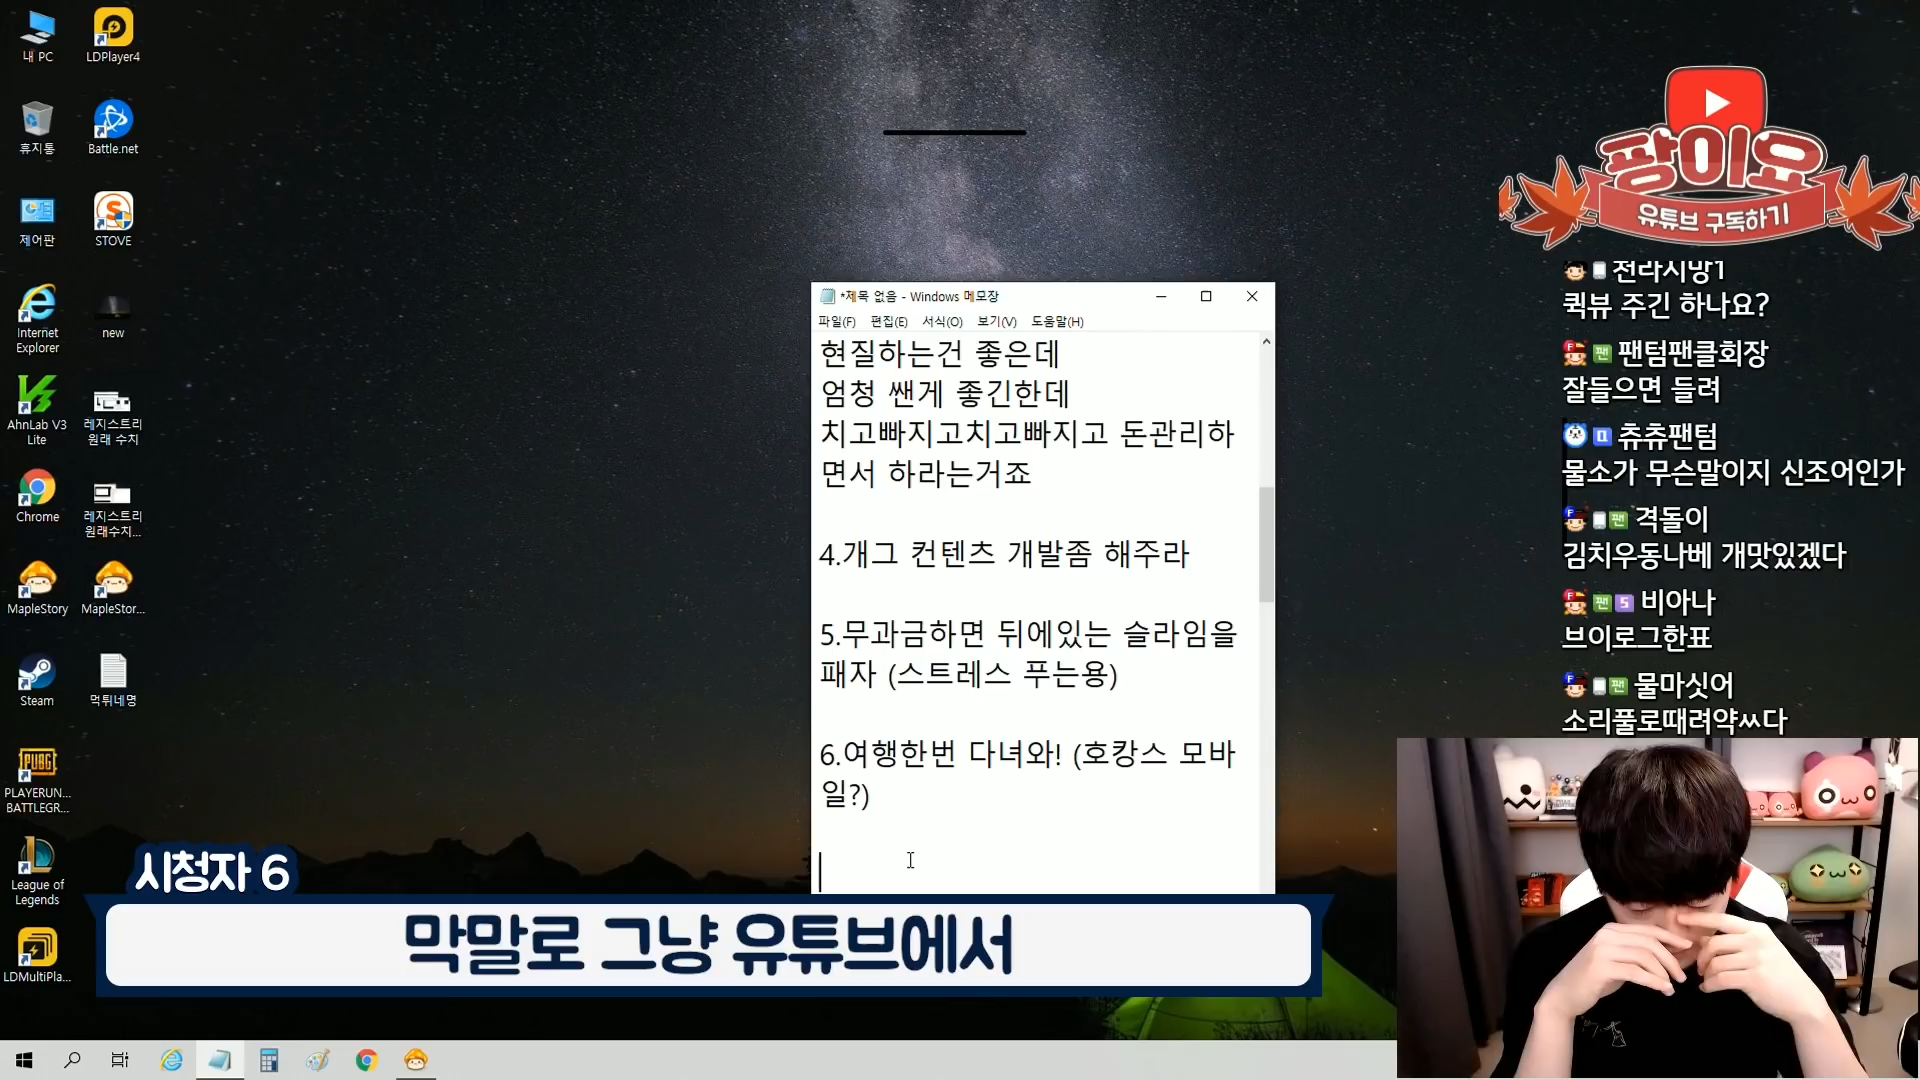 내 PC
LDPlayer4
휴지통
Battle.net
제어판
STOVE
Internet
Explorer
new
AhnLab V3
Lite
레지스트리
원래 수치
Chrome
레지스트리
원래수치...
MapleStory
MapleStor...
Steam
먹튀네명
PUBG
PLAYERUN...
BATTLEGR...
League of
Legends
LDMultiPla...
*제목 없음 - Windows 메모장
파일(F) 편집(E) 서식(O) 보기(V) 도움말(H)
현질하는건 좋은데
엄청 쌘게 좋긴한데
치고빠지고치고빠지고 돈관리하
면서 하라는거죠
4.개그 컨텐츠 개발좀 해주라
5.무과금하면 뒤에있는 슬라임을
패자 (스트레스 푸는용)
6.여행한번 다녀와! (호캉스 모바
일?)
팡이요
유튜브 구독하기
전라시망1
퀵뷰 주긴 하나요?
팬 팬텀팬클회장
잘들으면 들려
츄츄팬텀
물소가 무슨말이지 신조어인가
팬 격돌이
김치우동나베 개맛있겠다
팬 S 비아나
브이로그한표
팬 물마싯어
소리풀로때려약ㅆ다
시청자 6
막말로 그냥 유튜브에서